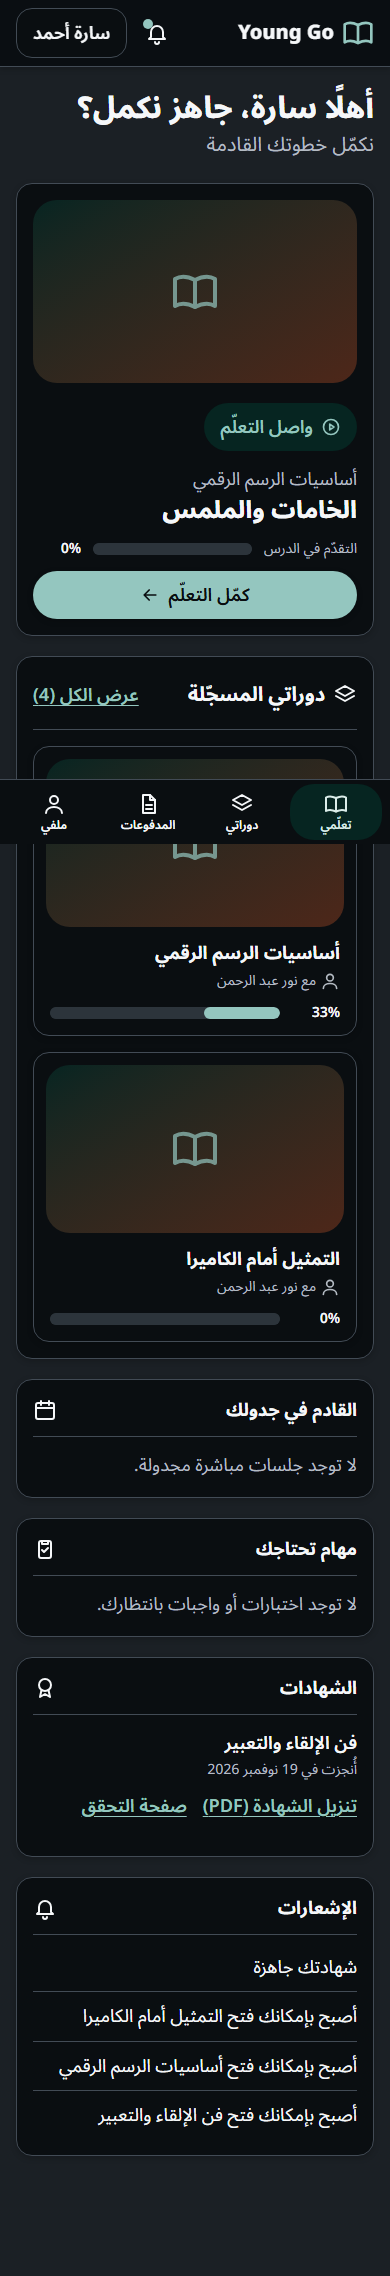 Young Go
سارة أحمد
أهلًا سارة، جاهز نكمل؟
نكمّل خطوتك القادمة
واصل التعلّم
أساسيات الرسم الرقمي
الخامات والملمس
التقدّم في الدرس 0%
كمّل التعلّم
دوراتي المسجّلة
عرض الكل (4)
تعلّمي
دوراتي
المدفوعات
ملفي
أساسيات الرسم الرقمي
مع نور عبد الرحمن
33%
التمثيل أمام الكاميرا
مع نور عبد الرحمن
0%
القادم في جدولك
لا توجد جلسات مباشرة مجدولة.
مهام تحتاجك
لا توجد اختبارات أو واجبات بانتظارك.
الشهادات
فن الإلقاء والتعبير
أُنجزت في 19 نوفمبر 2026
تنزيل الشهادة (PDF) صفحة التحقق
الإشعارات
شهادتك جاهزة
أصبح بإمكانك فتح التمثيل أمام الكاميرا
أصبح بإمكانك فتح أساسيات الرسم الرقمي
أصبح بإمكانك فتح فن الإلقاء والتعبير